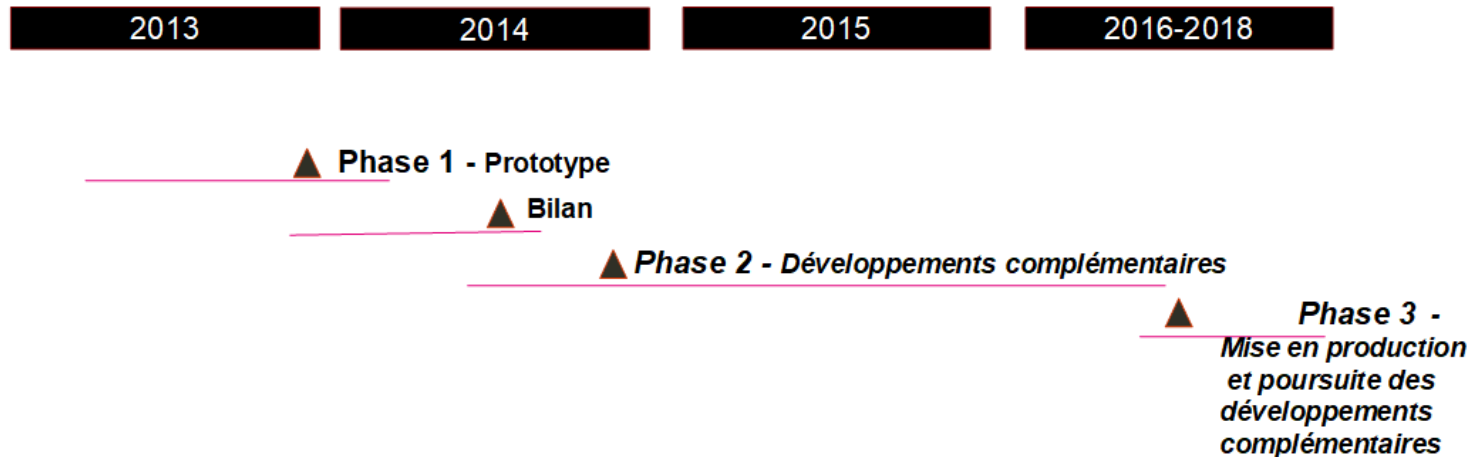 2013
2014
2015
2016-2018
Phase 1 - Prototype
Bilan
Phase 2 - Développements complémentaires
Phase 3 -
Mise en production
et poursuite des
développements
complémentaires